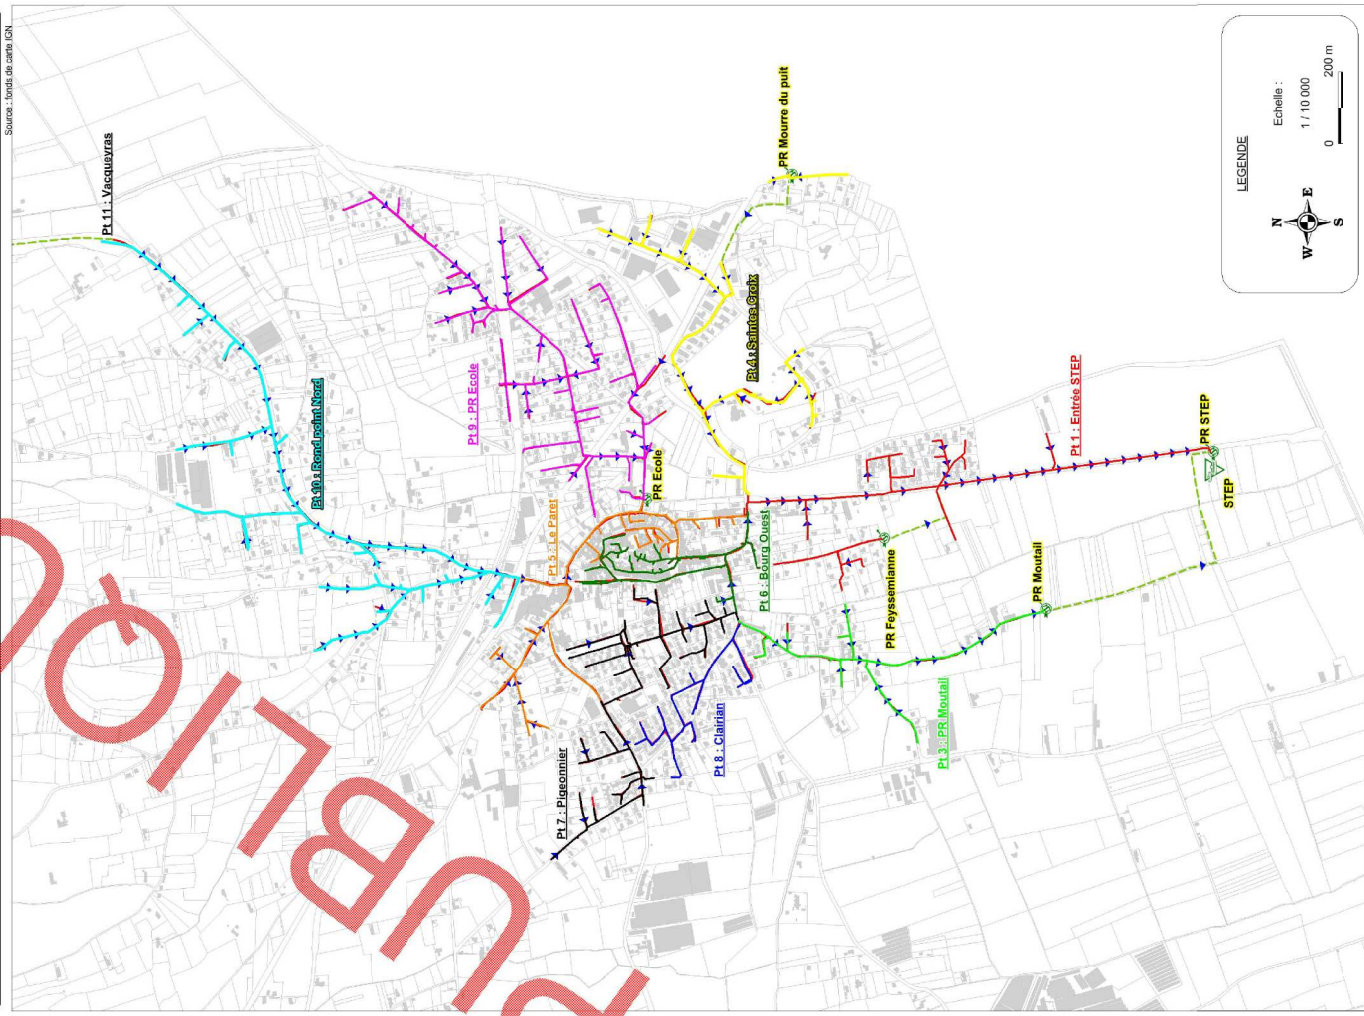 Source : fonds de carte IGN
Pt 11 : Vacqueyras
PR Mourre du puit
Pt 10 : Rond point Nord
Pt 9 : PR Ecole
Pt 4 : Saintes Croix
PR Ecole
Pt 5 : Le Paret
Pt 6 : Bourg Ouest
Pt 1 : Entrée STEP
PR STEP
STEP
PR Feyssemianne
PR Moutail
Pt 3 : PR Moutail
Pt 8 : Clairian
Pt 7 : Pigeonnier
LEGENDE
Echelle :
1 / 10 000
0 200 m
N
W E
S